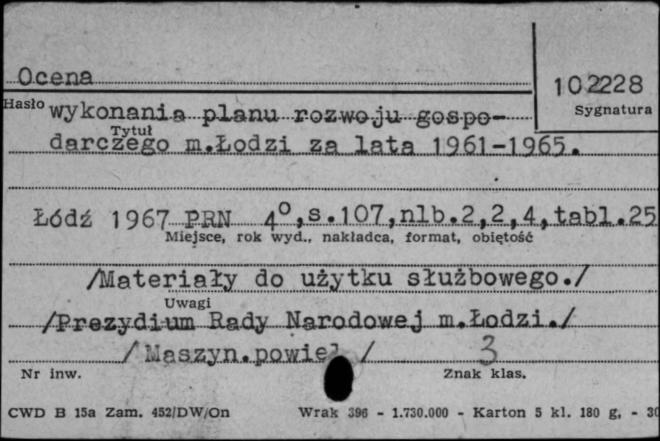 Ocena
102228
Hasło
Sygnatura
wykonania planu rozwoju gospo-
Tytuł
darczego m.Łodzi za lata 1961-1965.
Łódź 1967 PRN 4°,s.107,nlb.2,2,4,tabl.25
Miejsce, rok wyd., nakładca, format, objętość
/Materiały do użytku służbowego./
Uwagi
/Prezydium Rady Narodowej m.Łodzi./
/Maszyn.powiel / 3
Nr inw. Znak klas.
CWD B 15a Zam. 452/DW/On Wrak 396 - 1.730.000 - Karton 5 kl. 180 g, - 30